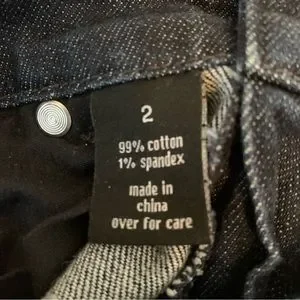 2
99% cotton
1% spandex
made in
china
over for care